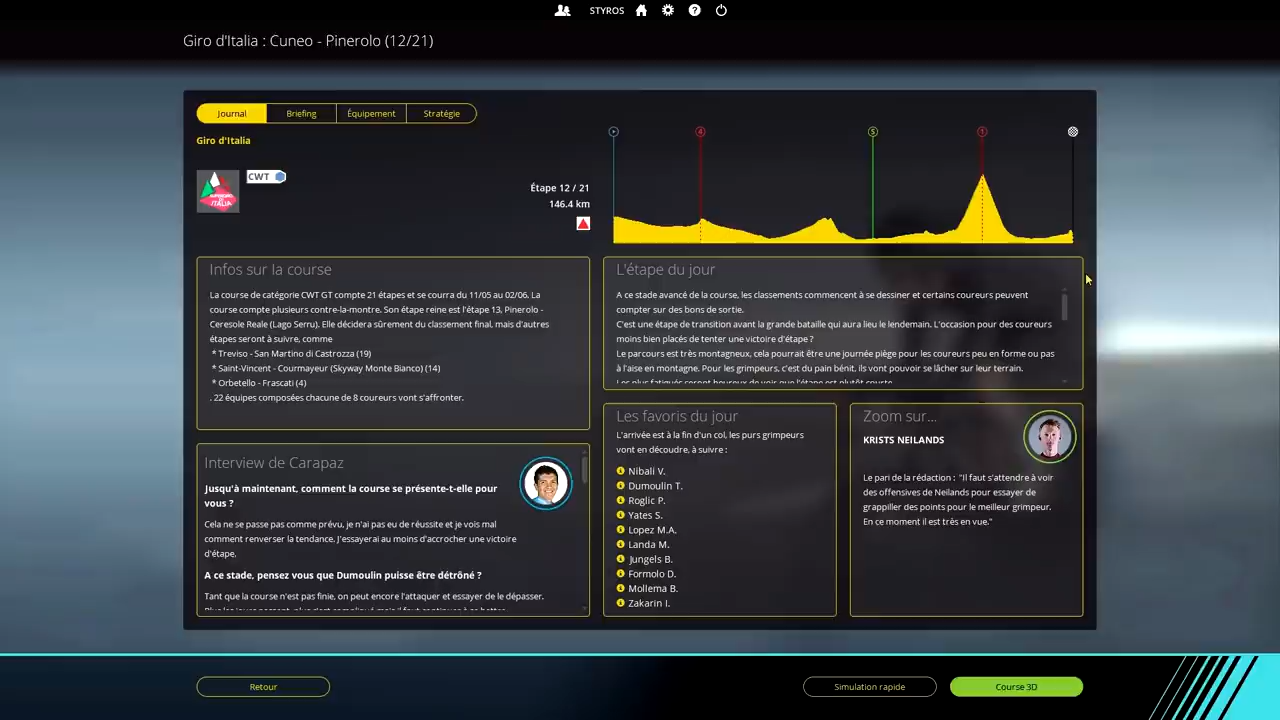 STYROS
Giro d'Italia : Cuneo - Pinerolo (12/21)
Journal
Briefing
Équipement
Stratégie
Giro d'Italia
CWT
Étape 12 / 21
146.4 km
4
S
1
Infos sur la course
La course de catégorie CWT GT compte 21 étapes et se courra du 11/05 au 02/06, La
course compte plusieurs contre-la-montre. Son étape reine est l'étape 13, Pinerolo -
Ceresole Reale (Lago Serru). Elle décidera sûrement du classement final, mais d'autres
étapes seront à suivre, comme
* Treviso - San Martino di Castrozza (19)
* Saint-Vincent - Courmayeur (Skyway Monte Bianco) (14)
* Orbetello - Frascati (4)
. 22 équipes composées chacune de 8 coureurs vont s'affronter.
L'étape du jour
A ce stade avancé de la course, les classements commencent à se dessiner et certains coureurs peuvent
compter sur des bons de sortie.
C'est une étape de transition avant la grande bataille qui aura lieu le lendemain. L'occasion pour des coureurs
moins bien placés de tenter une victoire d'étape ?
Le parcours est très montagneux, cela pourrait être une journée piège pour les coureurs peu en forme ou pas
à l'aise en montagne. Pour les grimpeurs, c'est du pain bénit, ils vont pouvoir se lâcher sur leur terrain.
Les plus fatigués seront heureux de voir que l'étape est plutôt courte
Interview de Carapaz
Jusqu'à maintenant, comment la course se présente-t-elle pour
vous ?
Cela ne se passe pas comme prévu, je n'ai pas eu de réussite et je vois mal
comment renverser la tendance. J'essayerai au moins d'accrocher une victoire
d'étape.
A ce stade, pensez vous que Dumoulin puisse être détrôné ?
Tant que la course n'est pas finie, on peut encore l'attaquer et essayer de le dépasser.
Les favoris du jour
L'arrivée est à la fin d'un col, les purs grimpeurs
vont en découdre, à suivre :
Nibali V.
Dumoulin T.
Roglic P.
Yates S.
Lopez M.A.
Landa M.
Jungels B.
Formolo D.
Mollema B.
Zakarin I.
Zoom sur...
KRISTS NEILANDS
Le pari de la rédaction : "Il faut s'attendre à voir
des offensives de Neilands pour essayer de
grappiller des points pour le meilleur grimpeur.
En ce moment il est très en vue."
Retour
Simulation rapide
Course 3D